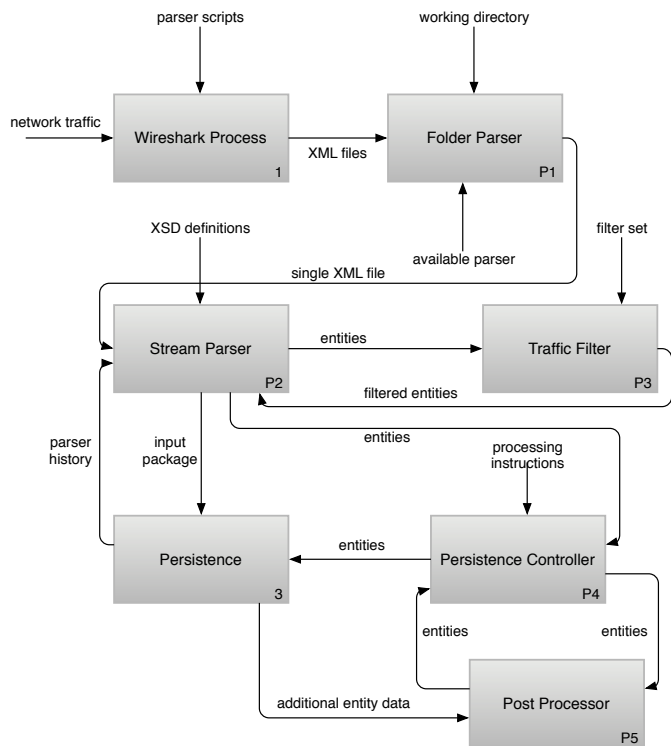 parser scripts
working directory
network traffic
Wireshark Process
1
XML files
Folder Parser
P1
XSD definitions
available parser
filter set
single XML file
Stream Parser
P2
entities
Traffic Filter
P3
filtered entities
parser
history
input
package
entities
processing
instructions
Persistence
3
entities
Persistence Controller
P4
entities
entities
additional entity data
Post Processor
P5